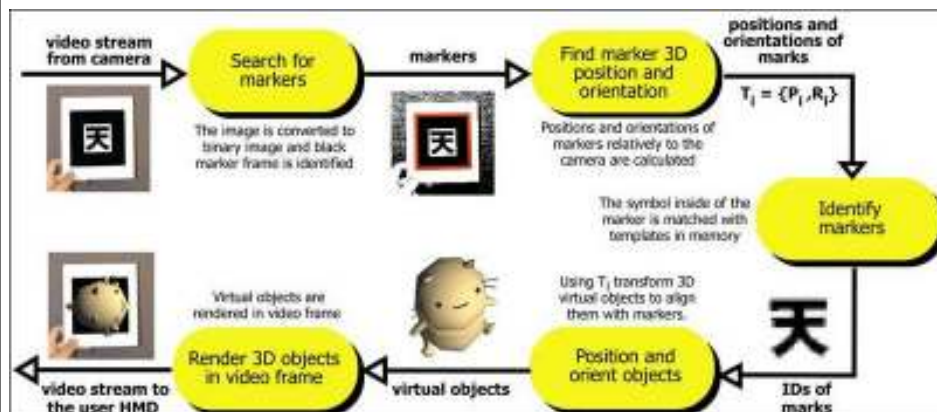 video stream
from camera
天
Search for
markers
The image is converted to
binary image and black
marker frame is identified
markers
天
Find marker 3D
position and
orientation
Positions and orientations of
markers relatively to the
camera are calculated
positions and
orientations of
marks
Tᵢ = {Pᵢ ,Rᵢ}
The symbol inside of the
marker is matched with
templates in memory
Identify
markers
天
IDs of
marks
Using Tᵢ transform 3D
virtual objects to align
them with markers.
Position and
orient objects
virtual objects
Virtual objects are
rendered in video frame
Render 3D objects
in video frame
video stream to
the user HMD